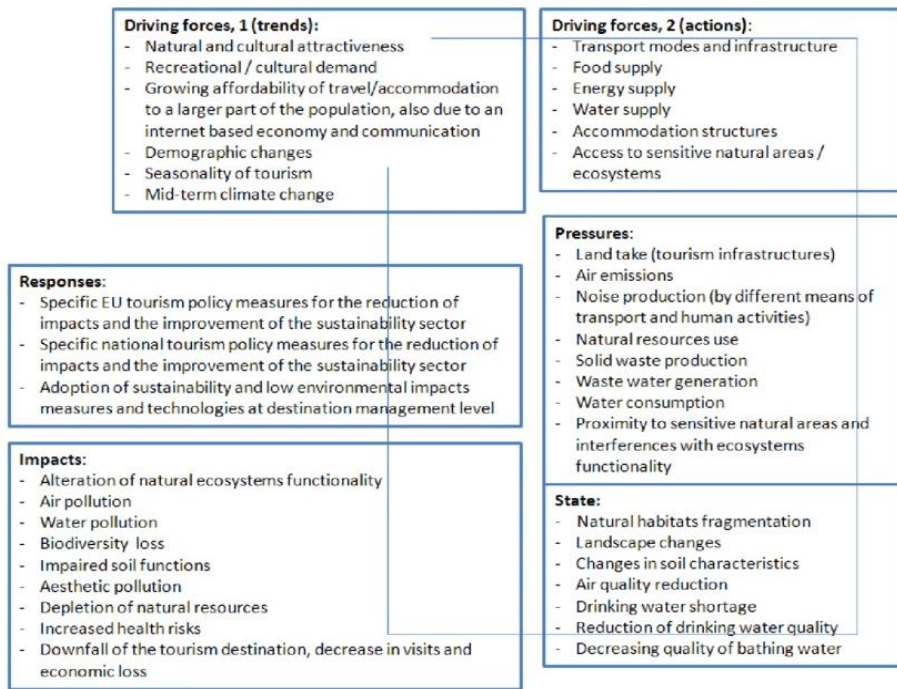 Driving forces, 1 (trends):
- Natural and cultural attractiveness
- Recreational / cultural demand
- Growing affordability of travel/accommodation
to a larger part of the population, also due to an
internet based economy and communication
- Demographic changes
- Seasonality of tourism
- Mid-term climate change
Driving forces, 2 (actions):
- Transport modes and infrastructure
- Food supply
- Energy supply
- Water supply
- Accommodation structures
- Access to sensitive natural areas /
ecosystems
Responses:
- Specific EU tourism policy measures for the reduction of
impacts and the improvement of the sustainability sector
- Specific national tourism policy measures for the reduction of
impacts and the improvement of the sustainability sector
- Adoption of sustainability and low environmental impacts
measures and technologies at destination management level
Pressures:
- Land take (tourism infrastructures)
- Air emissions
- Noise production (by different means of
transport and human activities)
- Natural resources use
- Solid waste production
- Waste water generation
- Water consumption
- Proximity to sensitive natural areas and
interferences with ecosystems
functionality
Impacts:
- Alteration of natural ecosystems functionality
- Air pollution
- Water pollution
- Biodiversity loss
- Impaired soil functions
- Aesthetic pollution
- Depletion of natural resources
- Increased health risks
- Downfall of the tourism destination, decrease in visits and
economic loss
State:
- Natural habitats fragmentation
- Landscape changes
- Changes in soil characteristics
- Air quality reduction
- Drinking water shortage
- Reduction of drinking water quality
- Decreasing quality of bathing water